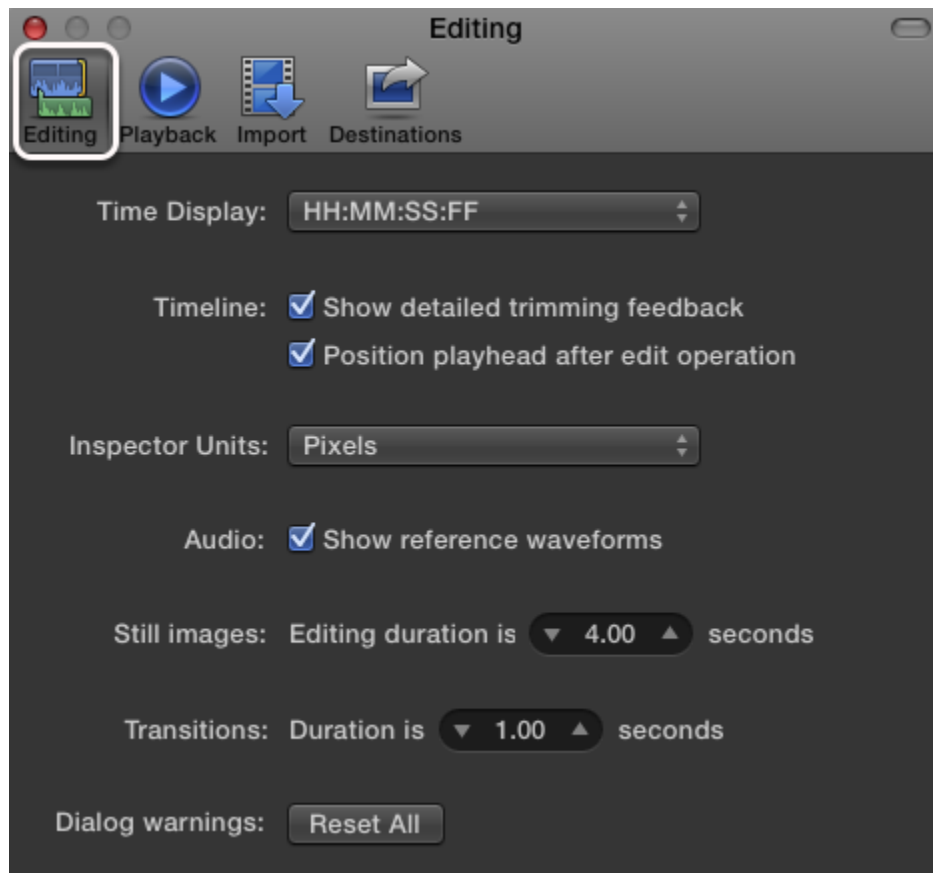 Editing
Editing Playback Import Destinations
Time Display: HH:MM:SS:FF
Timeline: Show detailed trimming feedback
Position playhead after edit operation
Inspector Units: Pixels
Audio: Show reference waveforms
Still images: Editing duration is 4.00 seconds
Transitions: Duration is 1.00 seconds
Dialog warnings: Reset All